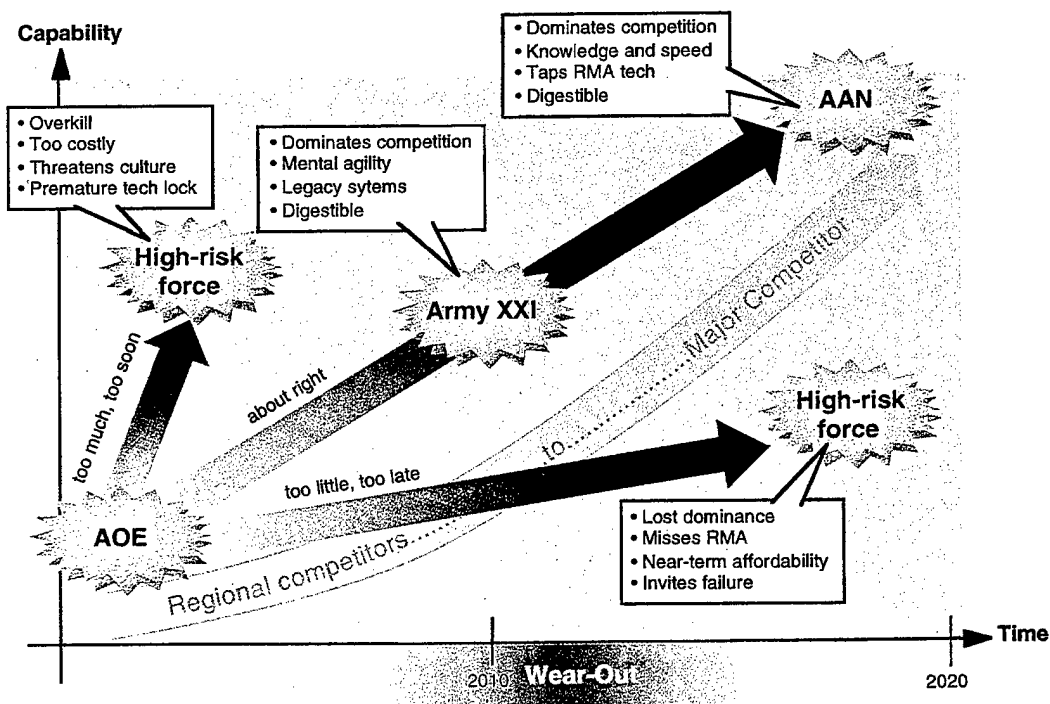 Capability
• Overkill
• Too costly
• Threatens culture
• Premature tech lock
• Dominates competition
• Mental agility
• Legacy sytems
• Digestible
• Dominates competition
• Knowledge and speed
• Taps RMA tech
• Digestible
AAN
High-risk
force
Army XXI
too much, too soon
about right
too little, too late
AOE
Regional competitors......to......Major Competitor
High-risk
force
• Lost dominance
• Misses RMA
• Near-term affordability
• Invites failure
Time
2010
Wear-Out
2020